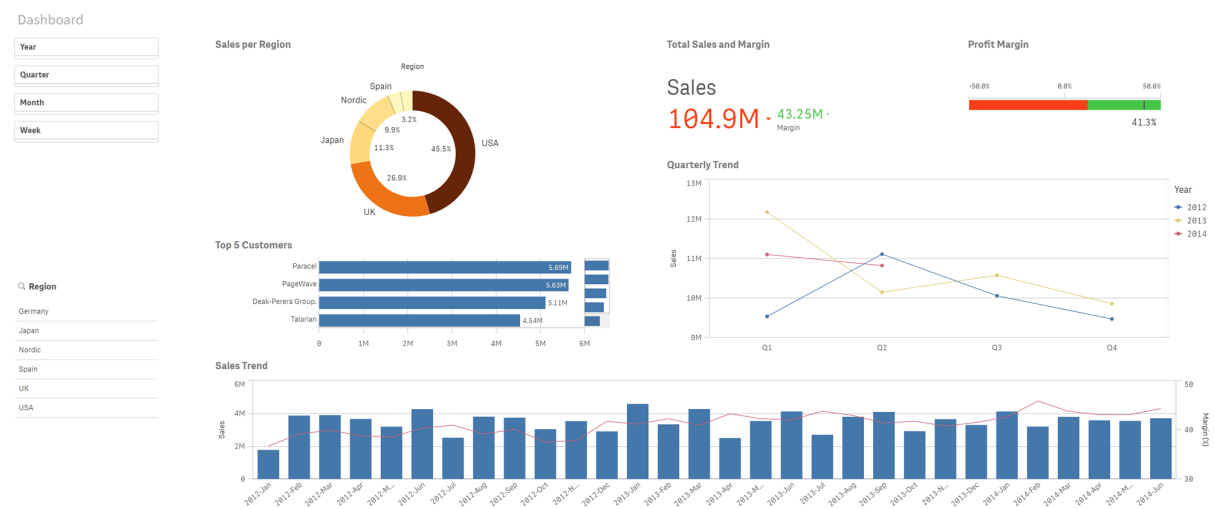 Dashboard
Year
Quarter
Month
Week
Region
Germany
Japan
Nordic
Spain
UK
USA
Sales per Region
Region
Spain
Nordic
Japan
UK
USA
3.2%
9.9%
11.3%
26.9%
45.5%
Total Sales and Margin
Sales
104.9M
43.25M
Margin
Profit Margin
-50.0% 0.0% 50.0%
41.3%
Top 5 Customers
Paracel 5.69M
PageWave 5.63M
Deak-Perera Group. 5.11M
Talarian 4.54M
0 1M 2M 3M 4M 5M 6M
Quarterly Trend
Sales
13M
12M
11M
10M
9M
Q1 Q2 Q3 Q4
Year
2012
2013
2014
Sales Trend
Sales
6M
4M
2M
0
50
40
30
Margin (%)
2012-Jan 2012-Feb 2012-Mar 2012-Apr 2012-M... 2012-Jun 2012-Jul 2012-Aug 2012-Sep 2012-Oct 2012-N... 2012-Dec 2013-Jan 2013-Feb 2013-Mar 2013-Apr 2013-M... 2013-Jun 2013-Jul 2013-Aug 2013-Sep 2013-Oct 2013-N... 2013-Dec 2014-Jan 2014-Feb 2014-Mar 2014-Apr 2014-M... 2014-Jun